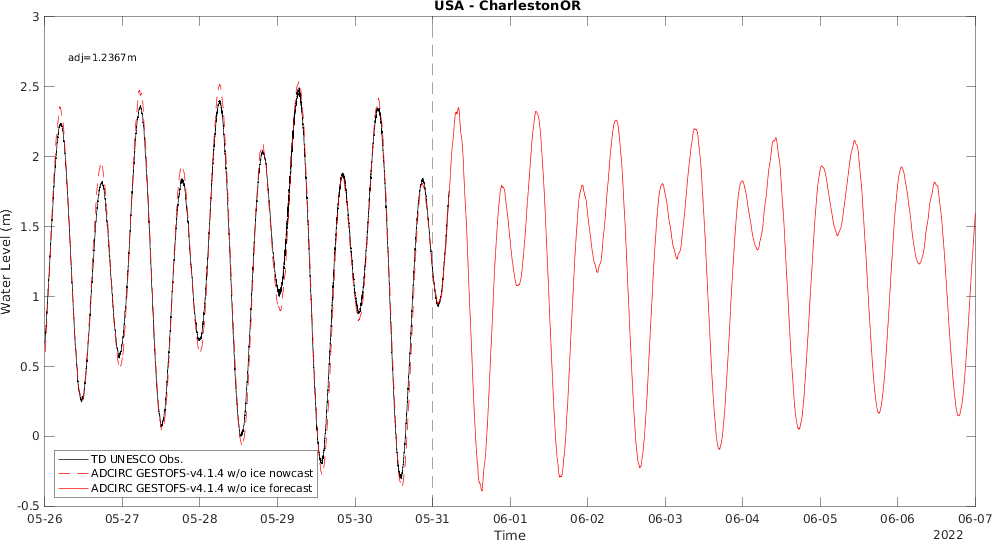 USA - CharlestonOR
adj=1.2367m
Water Level (m)
3
2.5
2
1.5
1
0.5
0
-0.5
TD UNESCO Obs.
ADCIRC GESTOFS-v4.1.4 w/o ice nowcast
ADCIRC GESTOFS-v4.1.4 w/o ice forecast
05-26 05-27 05-28 05-29 05-30 05-31 06-01 06-02 06-03 06-04 06-05 06-06 06-07
Time
2022